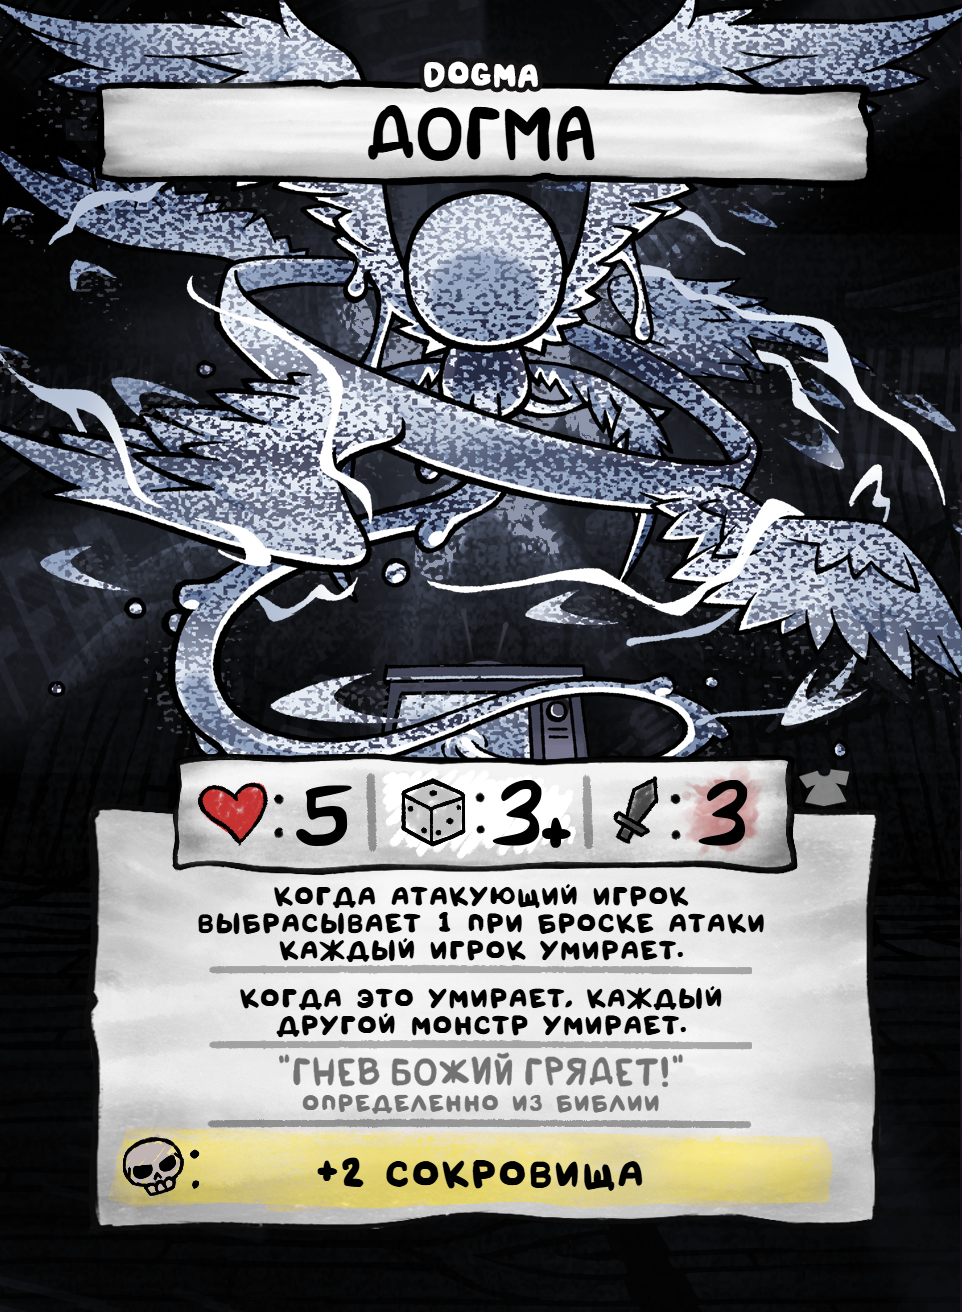 DOGMA
ДОГМА
: 5 : 3+ : 3
КОГДА АТАКУЮЩИЙ ИГРОК
ВЫБРАСЫВАЕТ 1 ПРИ БРОСКЕ АТАКИ
КАЖДЫЙ ИГРОК УМИРАЕТ.
КОГДА ЭТО УМИРАЕТ, КАЖДЫЙ
ДРУГОЙ МОНСТР УМИРАЕТ.
"ГНЕВ БОЖИЙ ГРЯДЕТ!"
ОПРЕДЕЛЕННО ИЗ БИБЛИИ
: +2 СОКРОВИЩА